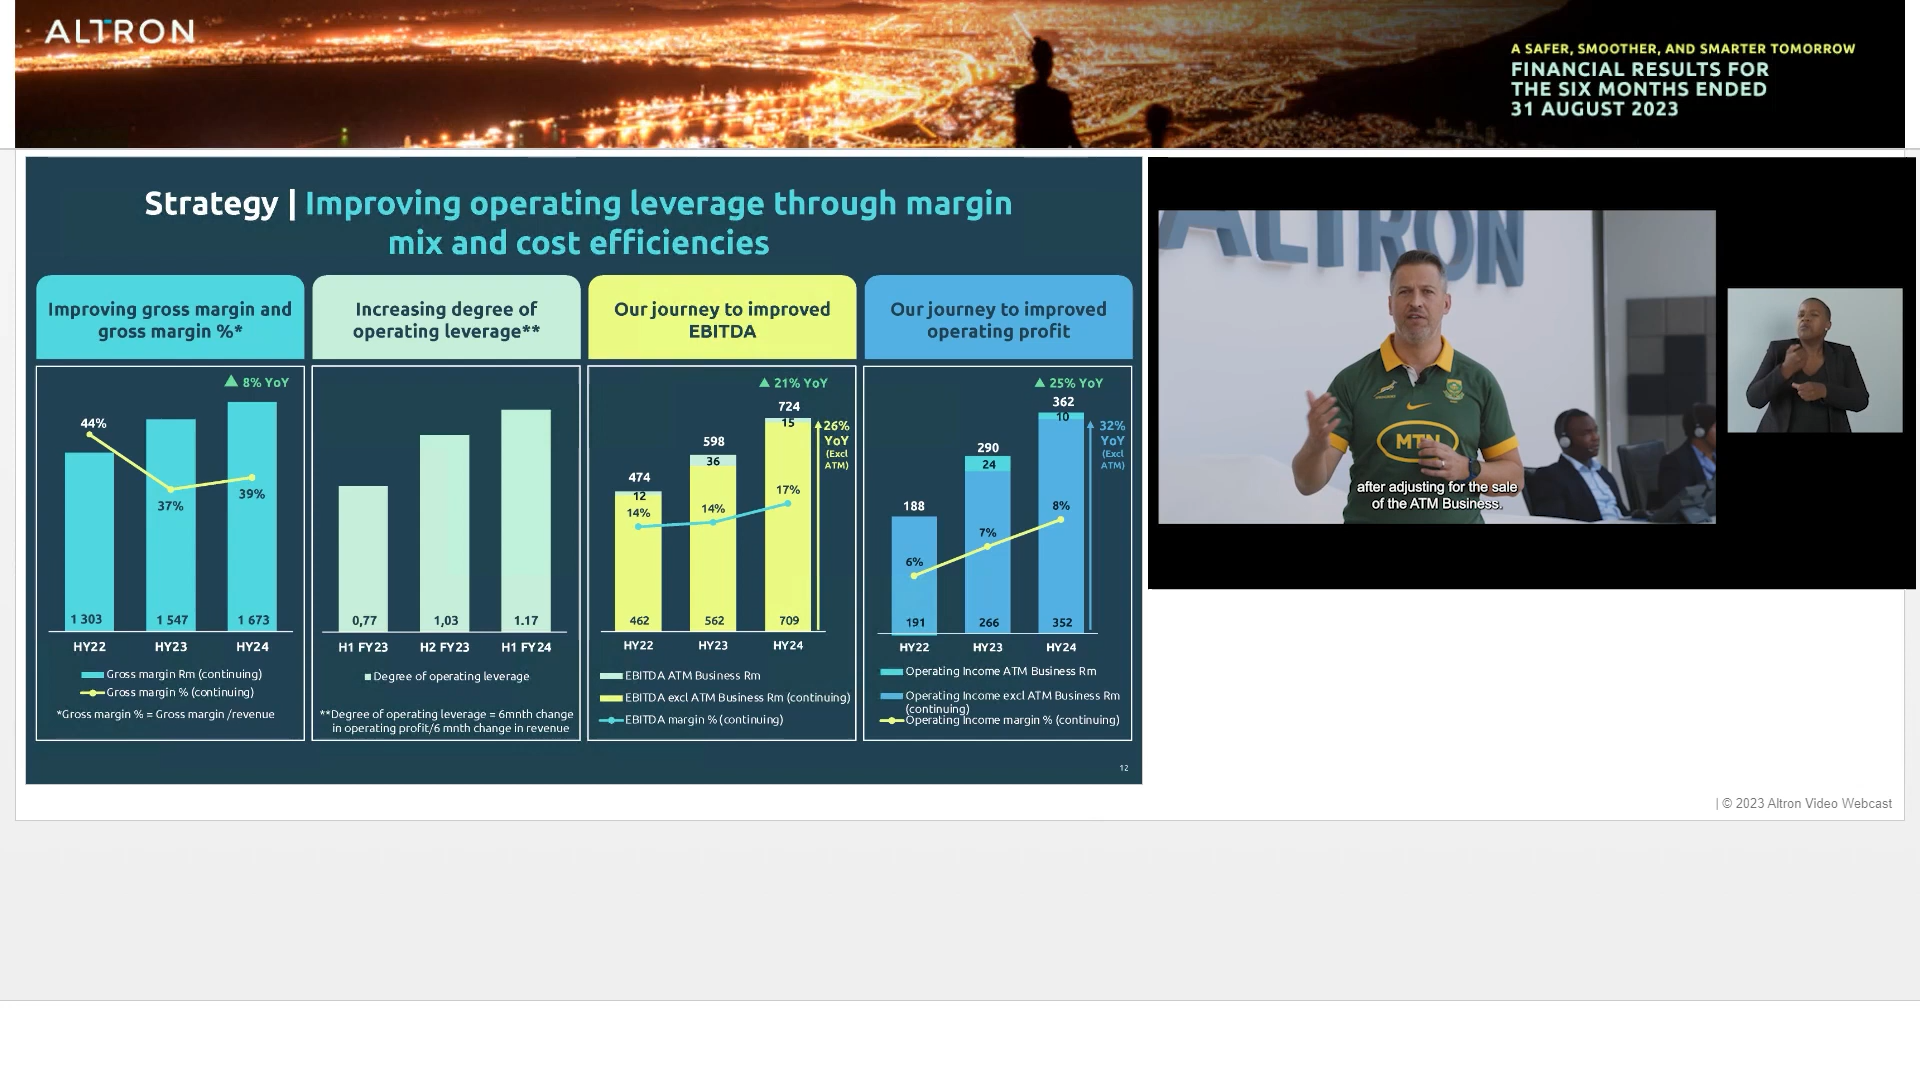 ALTRON
A SAFER, SMOOTHER, AND SMARTER TOMORROW
FINANCIAL RESULTS FOR
THE SIX MONTHS ENDED
31 AUGUST 2023
Strategy | Improving operating leverage through margin
mix and cost efficiencies
Improving gross margin and
gross margin %*
8% YoY
44%
37%
39%
1 303
1 547
1 673
HY22
HY23
HY24
Gross margin Rm (continuing)
Gross margin % (continuing)
*Gross margin % = Gross margin /revenue
Increasing degree of
operating leverage**
0,77
1,03
1.17
H1 FY23
H2 FY23
H1 FY24
Degree of operating leverage
**Degree of operating leverage = 6mnth change
in operating profit/6 mnth change in revenue
Our journey to improved
EBITDA
21% YoY
724
15
26%
YoY
(Excl
ATM)
598
36
474
12
14%
14%
17%
462
562
709
HY22
HY23
HY24
EBITDA ATM Business Rm
EBITDA excl ATM Business Rm (continuing)
EBITDA margin % (continuing)
Our journey to improved
operating profit
25% YoY
362
10
32%
YoY
(Excl
ATM)
290
24
188
6%
7%
8%
191
266
352
HY22
HY23
HY24
Operating Income ATM Business Rm
Operating Income excl ATM Business Rm
(continuing)
Operating Income margin % (continuing)
12
ALTRON
MTN
after adjusting for the sale
of the ATM Business.
| © 2023 Altron Video Webcast